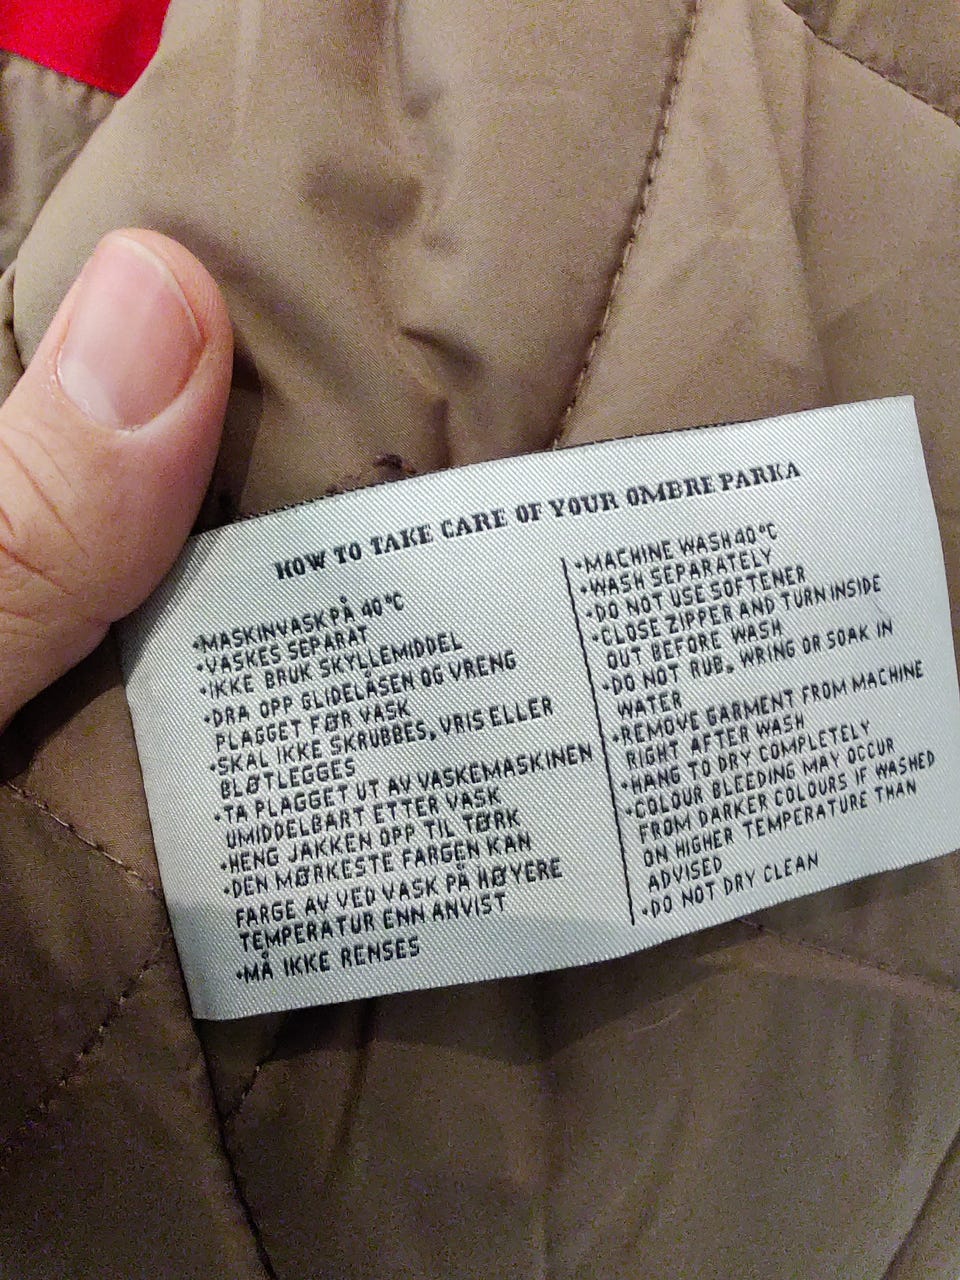 HOW TO TAKE CARE OF YOUR OMBRE PARKA
•MASKINVASK PÅ 40°C
•VASKES SEPARAT
•IKKE BRUK SKYLLEMIDDEL
•DRA OPP GLIDELÅSEN OG VRENG
PLAGGET FØR VASK
•SKAL IKKE SKRUBBES, VRIS ELLER
BLØTLEGGES
•TA PLAGGET UT AV VASKEMASKINEN
UMIDDELBART ETTER VASK
•HENG JAKKEN OPP TIL TØRK
•DEN MØRKESTE FARGEN KAN
FARGE AV VED VASK PÅ HØYERE
TEMPERATUR ENN ANVIST
•MÅ IKKE RENSES
•MACHINE WASH 40°C
•WASH SEPARATELY
•DO NOT USE SOFTENER
•CLOSE ZIPPER AND TURN INSIDE
OUT BEFORE WASH
•DO NOT RUB, WRING OR SOAK IN
WATER
•REMOVE GARMENT FROM MACHINE
RIGHT AFTER WASH
•HANG TO DRY COMPLETELY
•COLOUR BLEEDING MAY OCCUR
FROM DARKER COLOURS IF WASHED
ON HIGHER TEMPERATURE THAN
ADVISED
•DO NOT DRY CLEAN